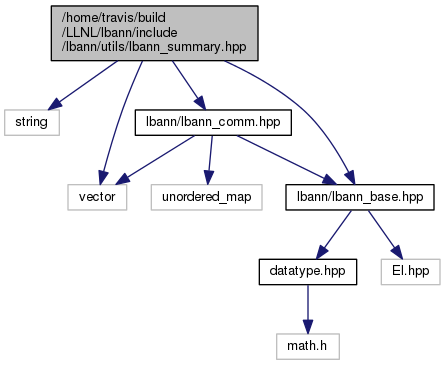 /home/travis/build
/LLNL/lbann/include
/lbann/utils/lbann_summary.hpp
string
lbann/lbann_comm.hpp
vector
unordered_map
lbann/lbann_base.hpp
datatype.hpp
El.hpp
math.h